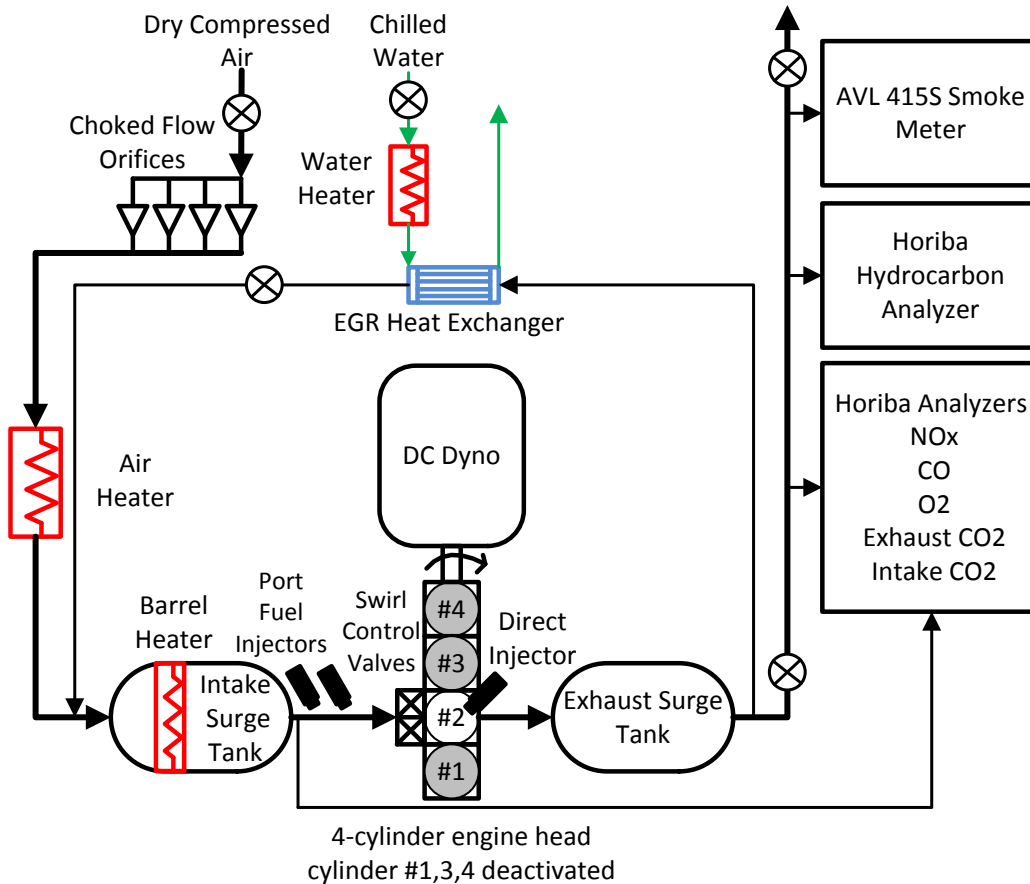 Dry Compressed
Air
Chilled
Water
Choked Flow
Orifices
Water
Heater
EGR Heat Exchanger
AVL 415S Smoke
Meter
Horiba
Hydrocarbon
Analyzer
Horiba Analyzers
NOx
CO
O2
Exhaust CO2
Intake CO2
DC Dyno
Air
Heater
Barrel
Heater
Port
Fuel
Injectors
Swirl
Control
Valves
Direct
Injector
#4
#3
#2
#1
Intake
Surge
Tank
Exhaust Surge
Tank
4-cylinder engine head
cylinder #1,3,4 deactivated